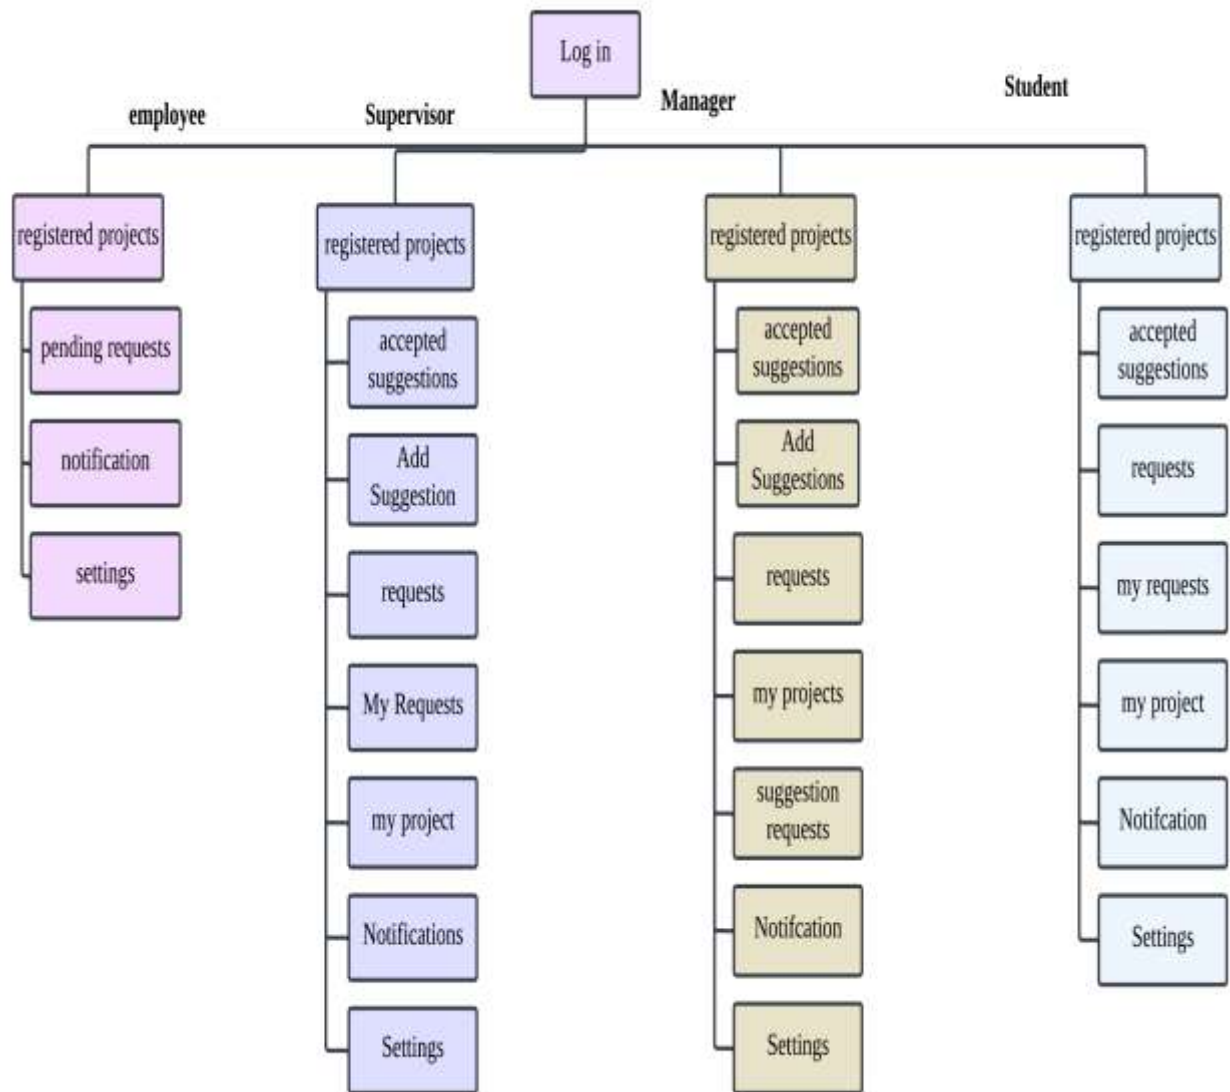 Log in
employee
Supervisor
Manager
Student
registered projects
pending requests
notification
settings
registered projects
accepted
suggestions
Add
Suggestion
requests
My Requests
my project
Notifications
Settings
registered projects
accepted
suggestions
Add
Suggestions
requests
my projects
suggestion
requests
Notifcation
Settings
registered projects
accepted
suggestions
requests
my requests
my project
Notifcation
Settings